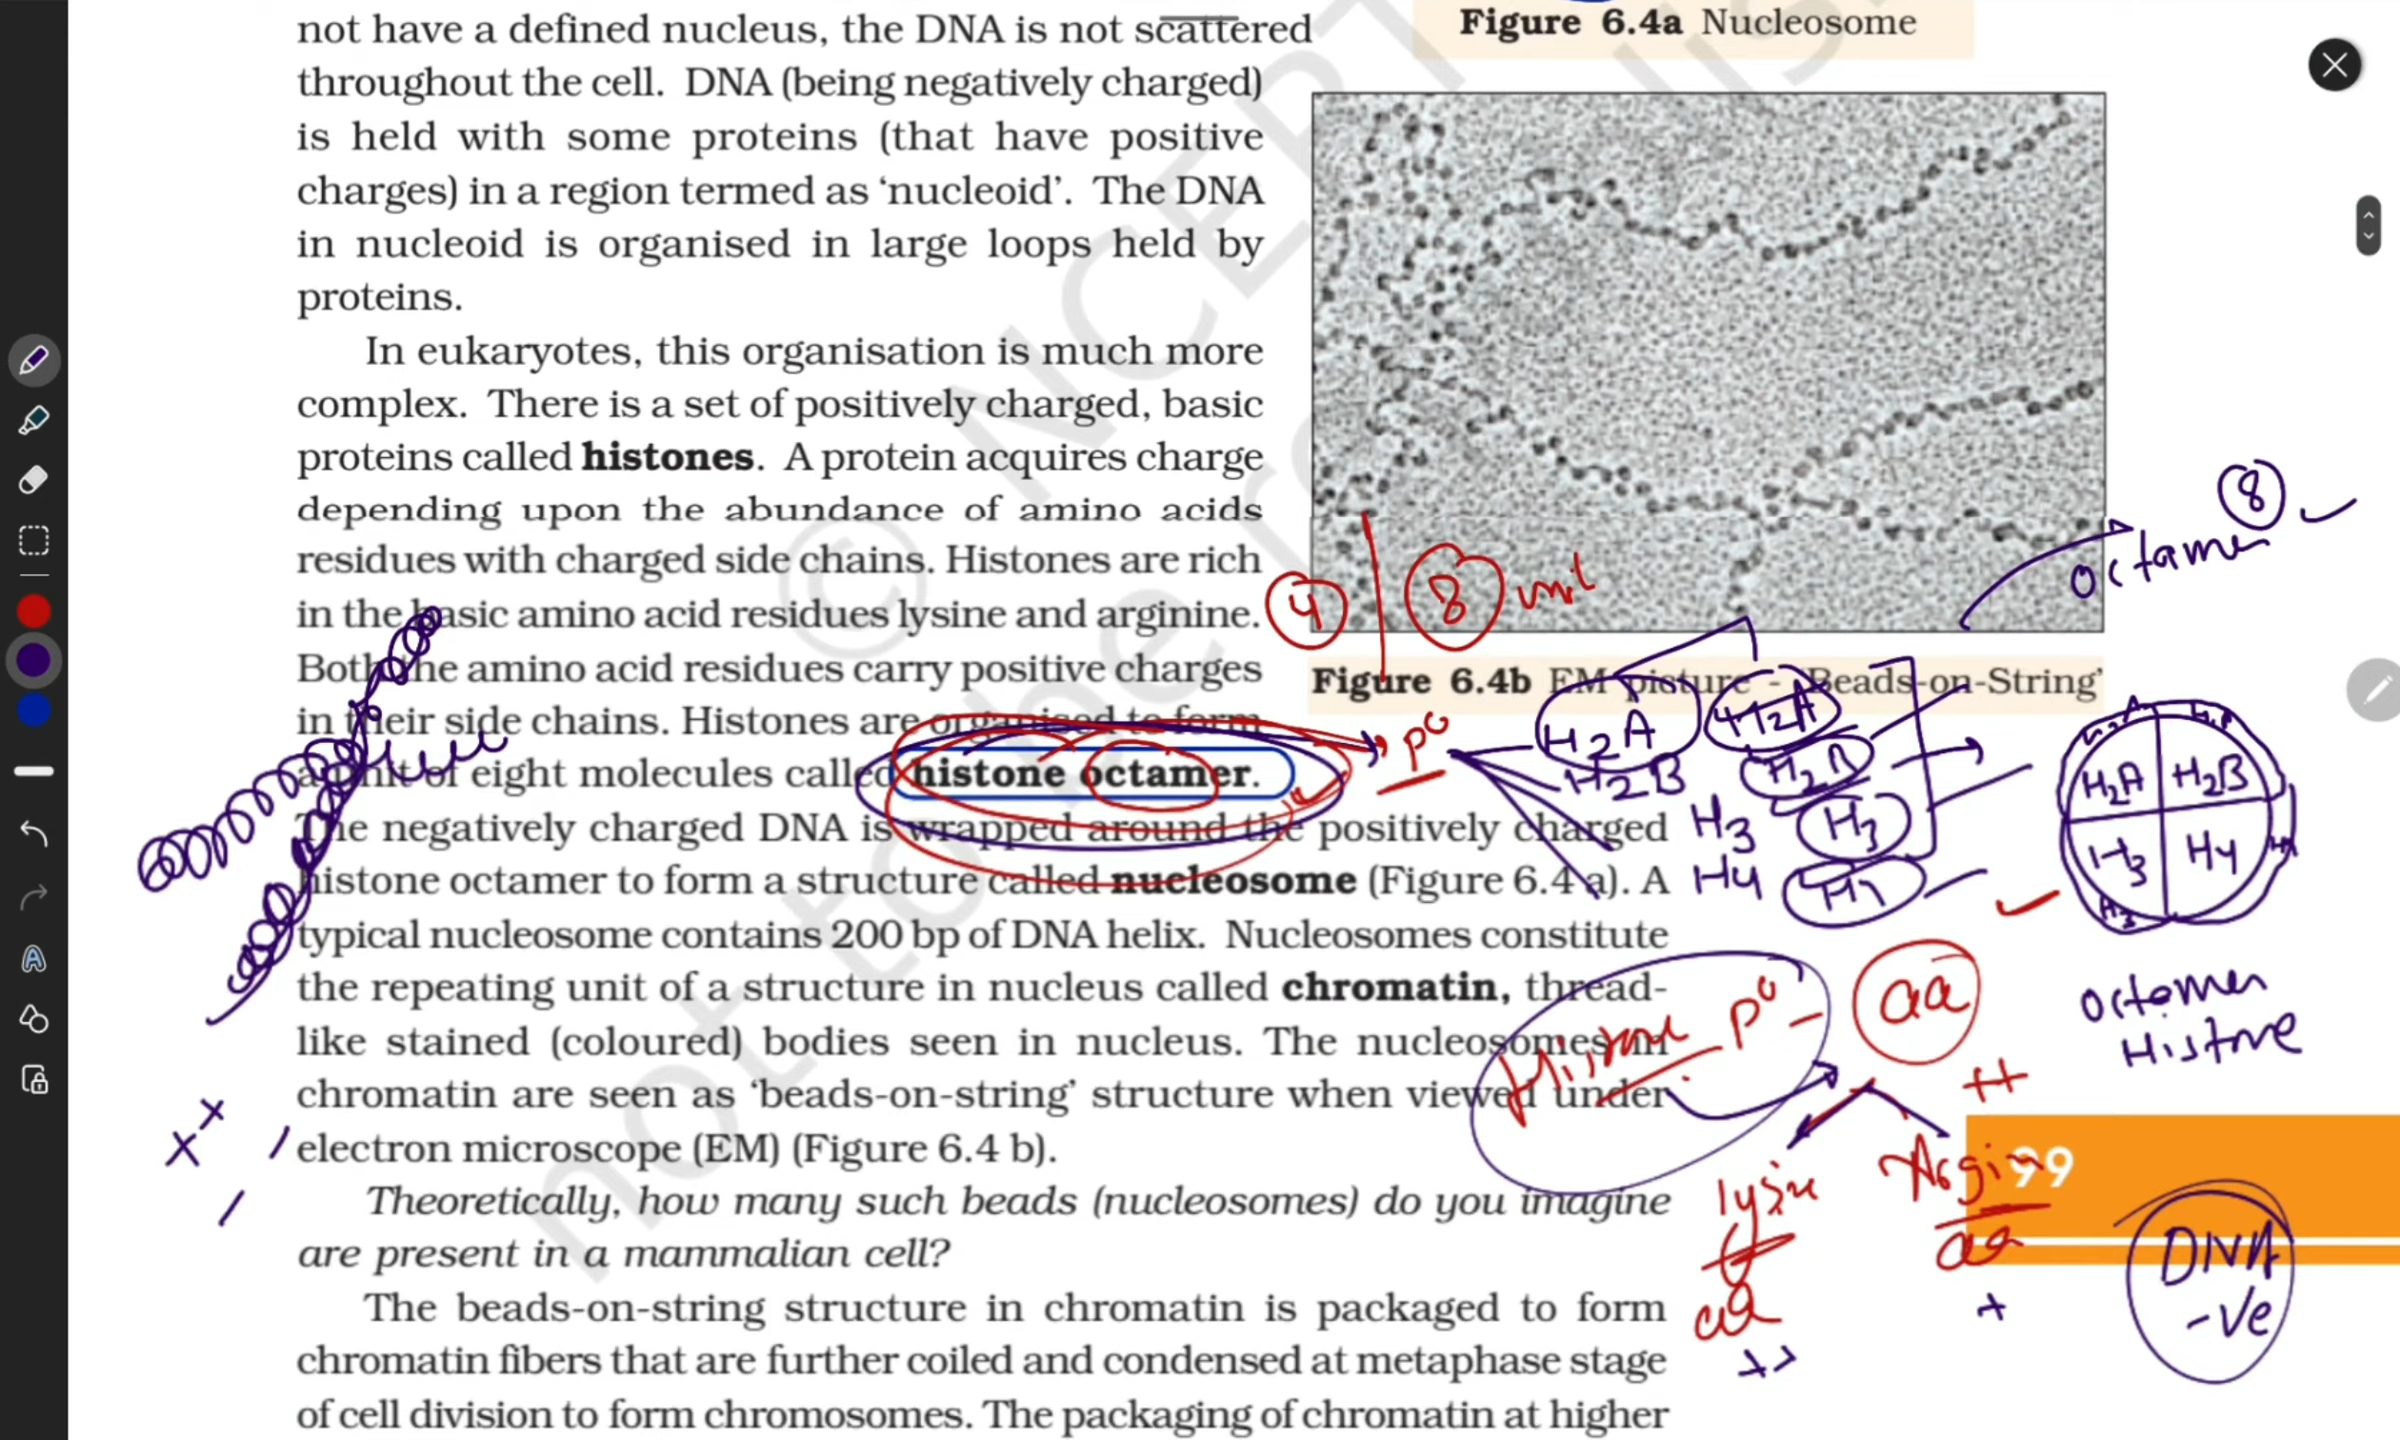 not have a defined nucleus, the DNA is not scattered
throughout the cell. DNA (being negatively charged)
is held with some proteins (that have positive
charges) in a region termed as ‘nucleoid’. The DNA
in nucleoid is organised in large loops held by
proteins.
In eukaryotes, this organisation is much more
complex. There is a set of positively charged, basic
proteins called histones. A protein acquires charge
depending upon the abundance of amino acids
residues with charged side chains. Histones are rich
in the basic amino acid residues lysine and arginine.
Both the amino acid residues carry positive charges
in their side chains. Histones are organised to form
a unit of eight molecules called histone octamer.
The negatively charged DNA is wrapped around the positively charged
histone octamer to form a structure called nucleosome (Figure 6.4 a). A
typical nucleosome contains 200 bp of DNA helix. Nucleosomes constitute
the repeating unit of a structure in nucleus called chromatin, thread-
like stained (coloured) bodies seen in nucleus. The nucleosomes in
chromatin are seen as ‘beads-on-string’ structure when viewed under
electron microscope (EM) (Figure 6.4 b).
Theoretically, how many such beads (nucleosomes) do you imagine
are present in a mammalian cell?
The beads-on-string structure in chromatin is packaged to form
chromatin fibers that are further coiled and condensed at metaphase stage
of cell division to form chromosomes. The packaging of chromatin at higher
Figure 6.4a Nucleosome
Figure 6.4b EM picture - ‘Beads-on-String’
© NCERT
not to be
4
8 unit
8
octamer
H2A H2A
H2B H2B
H3 H3
H4
H2A H2B
H3 H4
octomer
Histone
aa
++
lysine
aa
++
aa
+
DNA
-ve
99